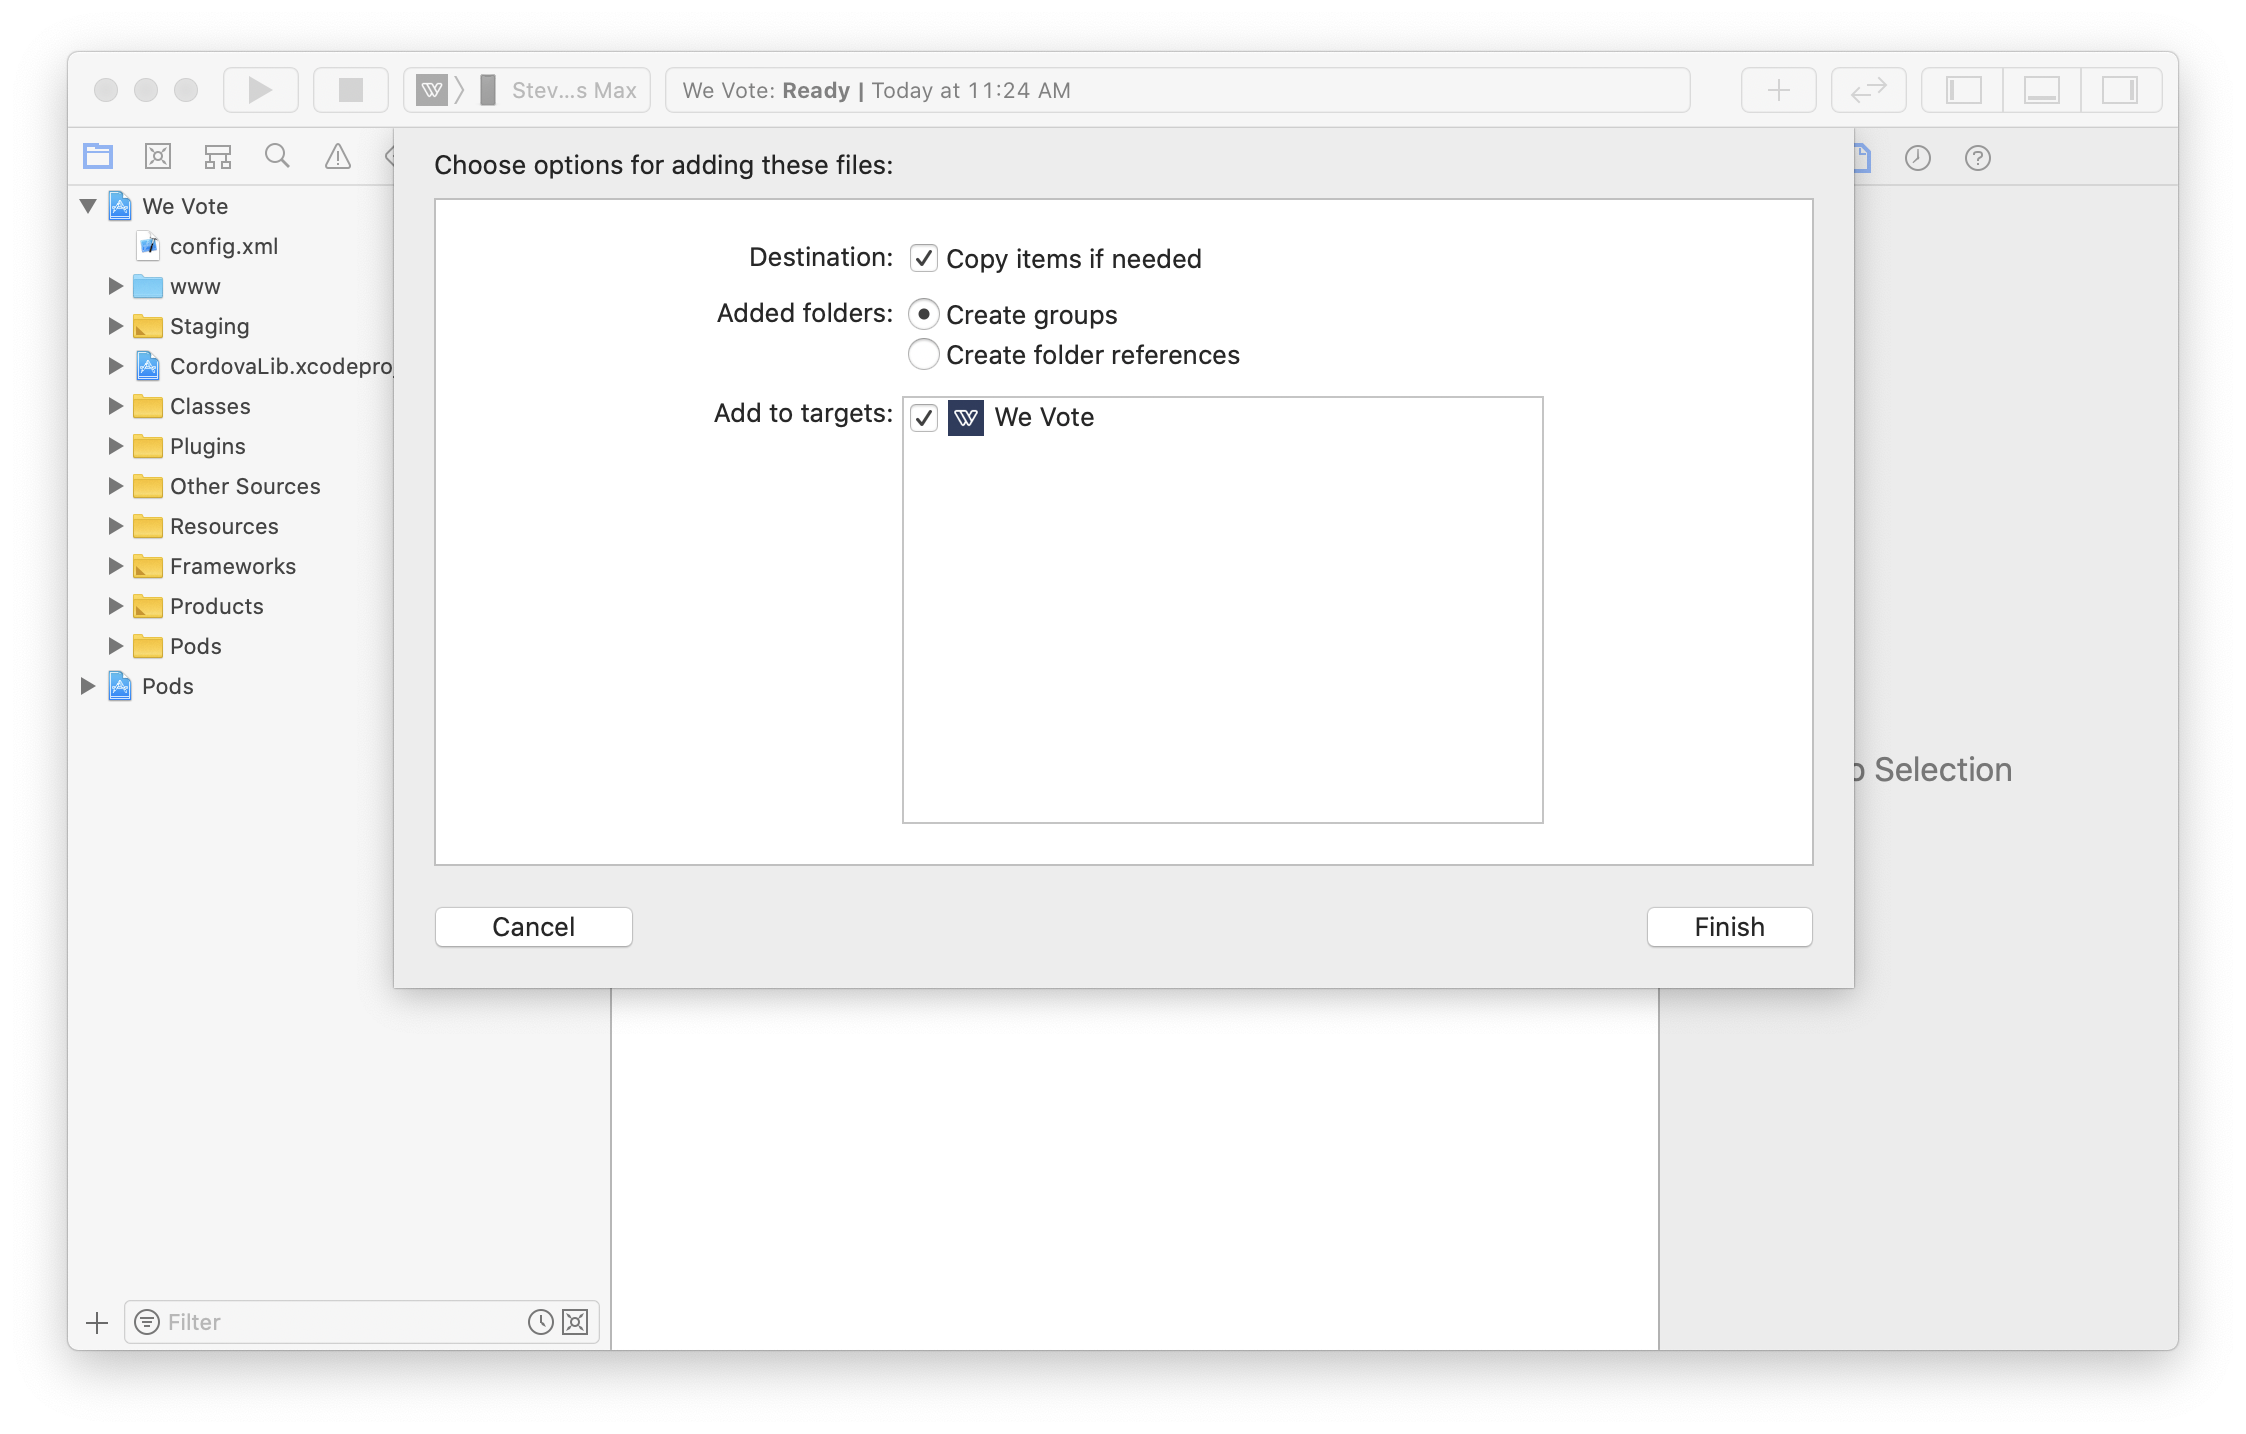 Stev...s Max
We Vote: Ready | Today at 11:24 AM
Choose options for adding these files:
We Vote
config.xml
www
Staging
CordovaLib.xcodepro
Classes
Plugins
Other Sources
Resources
Frameworks
Products
Pods
Pods
Destination: Copy items if needed
Added folders: Create groups
Create folder references
Add to targets: We Vote
Cancel
Finish
o Selection
Filter